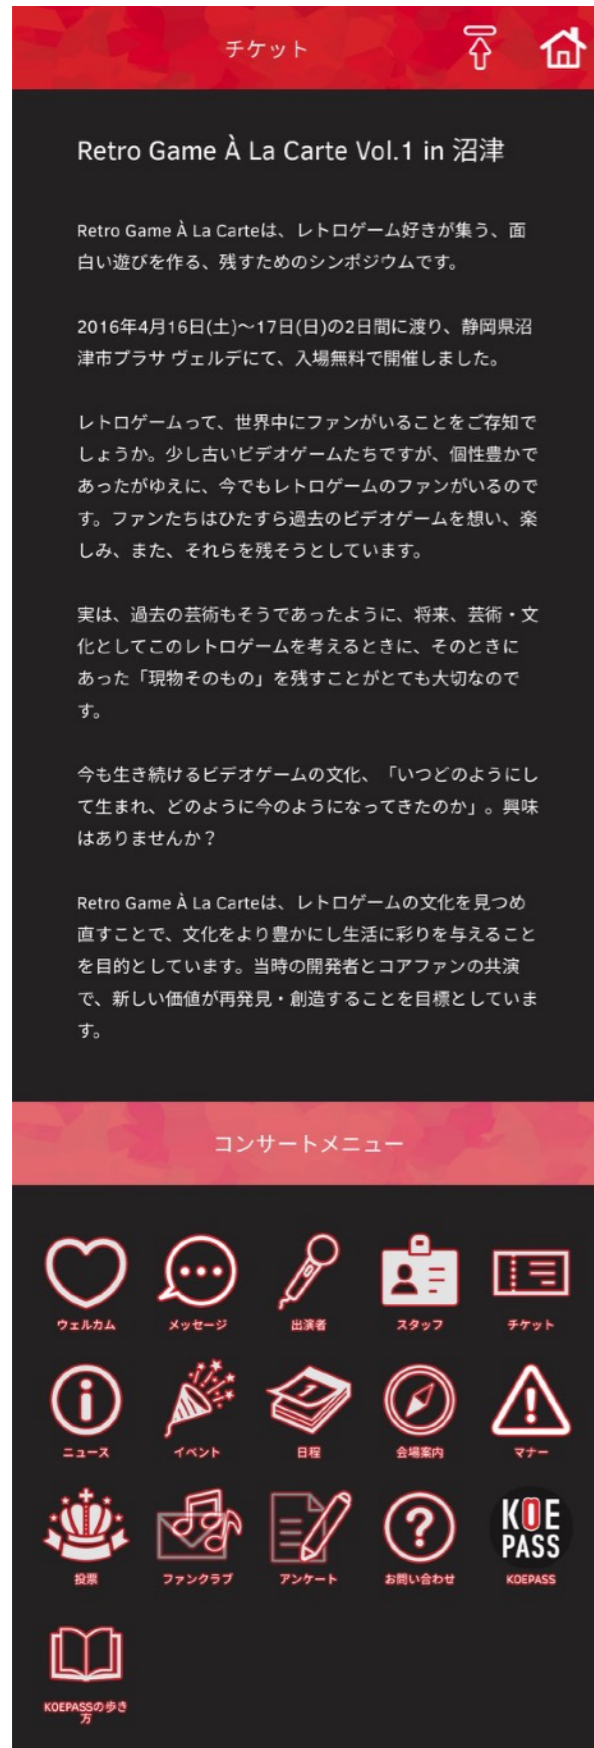 チケット
Retro Game À La Carte Vol.1 in 沼津
Retro Game À La Carteは、レトロゲーム好きが集う、面
白い遊びを作る、残すためのシンポジウムです。
2016年4月16日(土)～17日(日)の2日間に渡り、静岡県沼
津市プラサ ヴェルデにて、入場無料で開催しました。
レトロゲームって、世界中にファンがいることをご存知で
しょうか。少し古いビデオゲームたちですが、個性豊かで
あったがゆえに、今でもレトロゲームのファンがいるので
す。ファンたちはひたすら過去のビデオゲームを想い、楽
しみ、また、それらを残そうとしています。
実は、過去の芸術もそうであったように、将来、芸術・文
化としてこのレトロゲームを考えるときに、そのときに
あった「現物そのもの」を残すことがとても大切なので
す。
今も生き続けるビデオゲームの文化、「いつどのようにし
て生まれ、どのように今のようになってきたのか」。興味
はありませんか？
Retro Game À La Carteは、レトロゲームの文化を見つめ
直すことで、文化をより豊かにし生活に彩りを与えること
を目的としています。当時の開発者とコアファンの共演
で、新しい価値が再発見・創造することを目標としていま
す。
コンサートメニュー
ウェルカム メッセージ 出演者 スタッフ チケット
ニュース イベント 日程 会場案内 マナー
KOE
PASS
投票 ファンクラブ アンケート お問い合わせ KOEPASS
KOEPASSの歩き
方